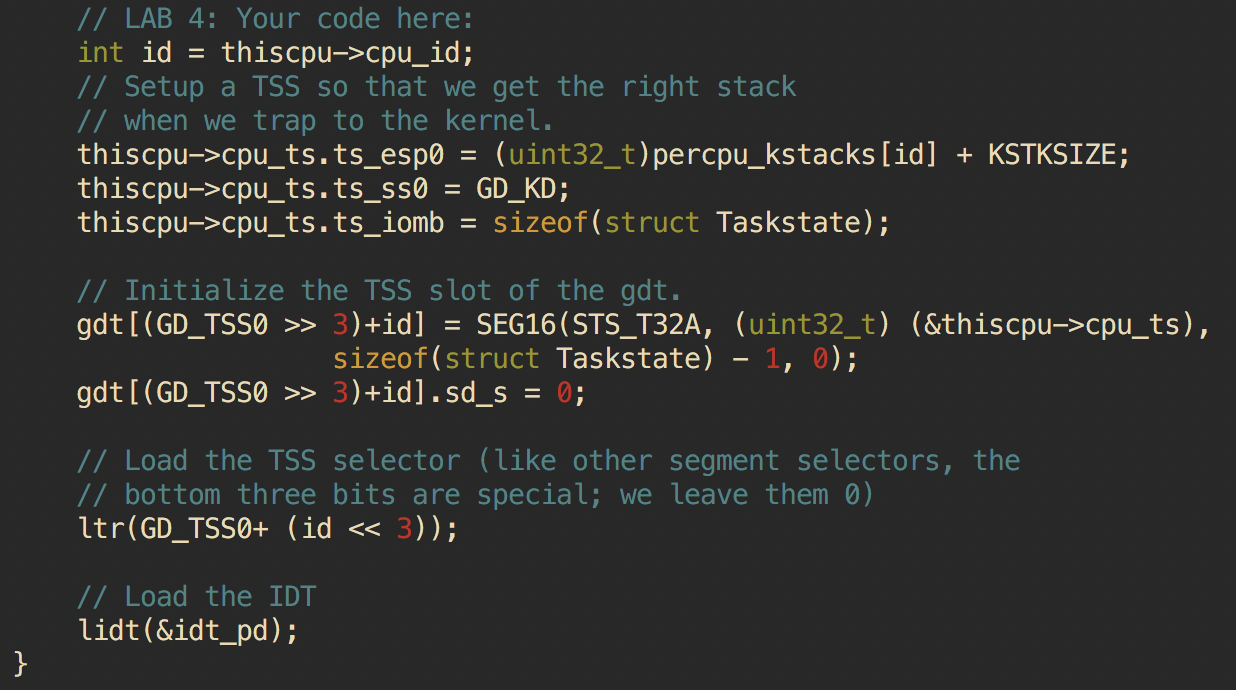 // LAB 4: Your code here:
int id = thiscpu->cpu_id;
// Setup a TSS so that we get the right stack
// when we trap to the kernel.
thiscpu->cpu_ts.ts_esp0 = (uint32_t)percpu_kstacks[id] + KSTKSIZE;
thiscpu->cpu_ts.ts_ss0 = GD_KD;
thiscpu->cpu_ts.ts_iomb = sizeof(struct Taskstate);
// Initialize the TSS slot of the gdt.
gdt[(GD_TSS0 >> 3)+id] = SEG16(STS_T32A, (uint32_t) (&thiscpu->cpu_ts),
sizeof(struct Taskstate) - 1, 0);
gdt[(GD_TSS0 >> 3)+id].sd_s = 0;
// Load the TSS selector (like other segment selectors, the
// bottom three bits are special; we leave them 0)
ltr(GD_TSS0+ (id << 3));
// Load the IDT
lidt(&idt_pd);
}